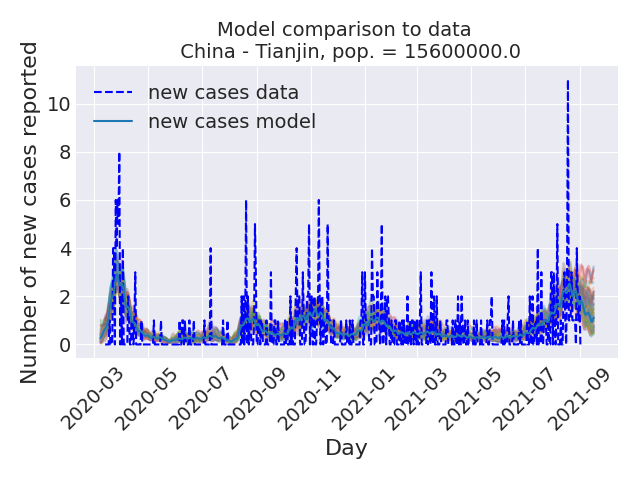 Model comparison to data
China - Tianjin, pop. = 15600000.0
new cases data
new cases model
Number of new cases reported
10
8
6
4
2
0
2020-03
2020-05
2020-07
2020-09
2020-11
2021-01
2021-03
2021-05
2021-07
2021-09
Day